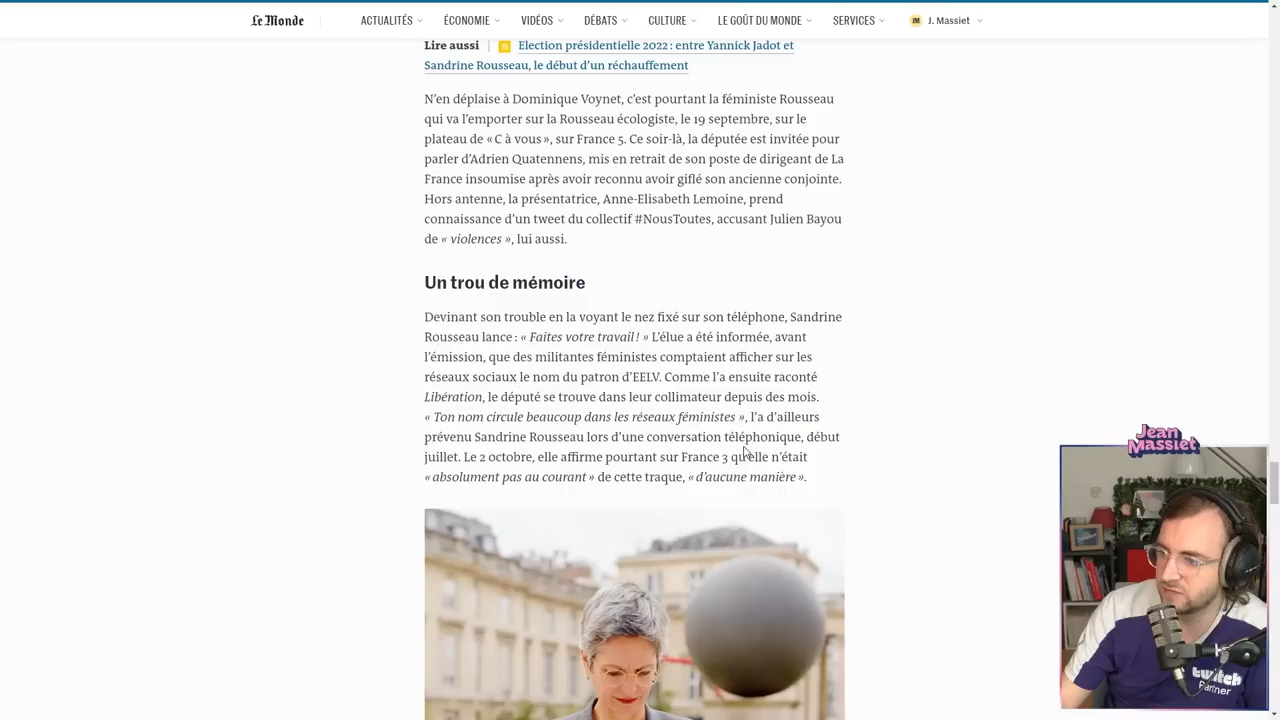 Le Monde
ACTUALITÉS
ÉCONOMIE
VIDÉOS
DÉBATS
CULTURE
LE GOÛT DU MONDE
SERVICES
JM
J. Massiet
Lire aussi
Election présidentielle 2022 : entre Yannick Jadot et
Sandrine Rousseau, le début d’un réchauffement
N’en déplaise à Dominique Voynet, c’est pourtant la féministe Rousseau
qui va l’emporter sur la Rousseau écologiste, le 19 septembre, sur le
plateau de « C à vous », sur France 5. Ce soir-là, la députée est invitée pour
parler d’Adrien Quatennens, mis en retrait de son poste de dirigeant de La
France insoumise après avoir reconnu avoir giflé son ancienne conjointe.
Hors antenne, la présentatrice, Anne-Elisabeth Lemoine, prend
connaissance d’un tweet du collectif #NousToutes, accusant Julien Bayou
de « violences », lui aussi.
Un trou de mémoire
Devinant son trouble en la voyant le nez fixé sur son téléphone, Sandrine
Rousseau lance : « Faites votre travail ! » L’élue a été informée, avant
l’émission, que des militantes féministes comptaient afficher sur les
réseaux sociaux le nom du patron d’EELV. Comme l’a ensuite raconté
Libération, le député se trouve dans leur collimateur depuis des mois.
« Ton nom circule beaucoup dans les réseaux féministes », l’a d’ailleurs
prévenu Sandrine Rousseau lors d’une conversation téléphonique, début
juillet. Le 2 octobre, elle affirme pourtant sur France 3 qu’elle n’était
« absolument pas au courant » de cette traque, « d’aucune manière ».
Jean
Massiet
twitch
Partner